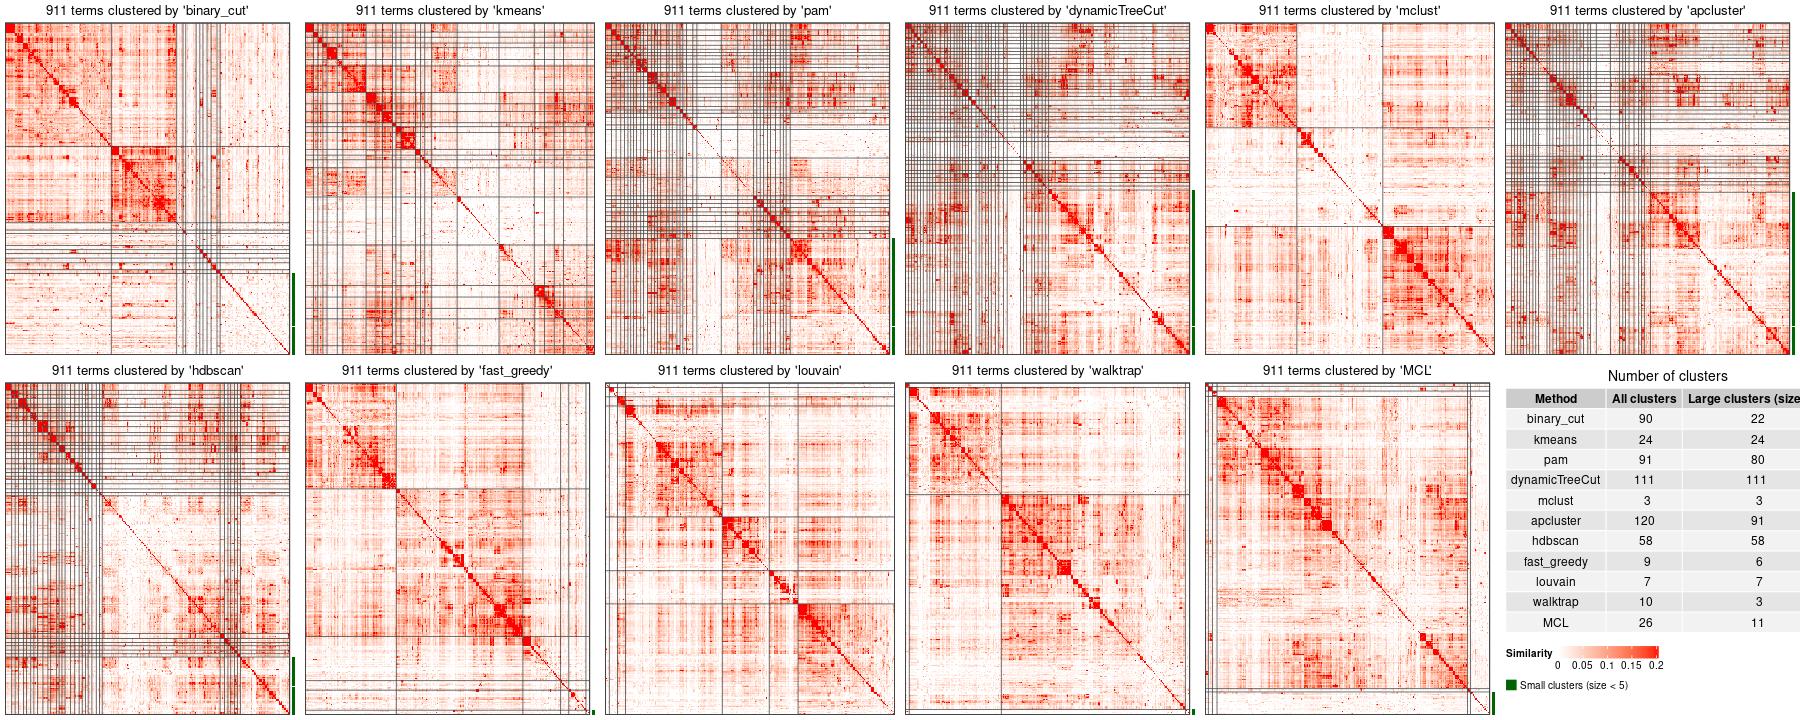 911 terms clustered by 'binary_cut'
911 terms clustered by 'kmeans'
911 terms clustered by 'pam'
911 terms clustered by 'dynamicTreeCut'
911 terms clustered by 'mclust'
911 terms clustered by 'apcluster'
911 terms clustered by 'hdbscan'
911 terms clustered by 'fast_greedy'
911 terms clustered by 'louvain'
911 terms clustered by 'walktrap'
911 terms clustered by 'MCL'
Number of clusters
Method All clusters Large clusters (size
binary_cut 90 22
kmeans 24 24
pam 91 80
dynamicTreeCut 111 111
mclust 3 3
apcluster 120 91
hdbscan 58 58
fast_greedy 9 6
louvain 7 7
walktrap 10 3
MCL 26 11
Similarity
0 0.05 0.1 0.15 0.2
Small clusters (size < 5)